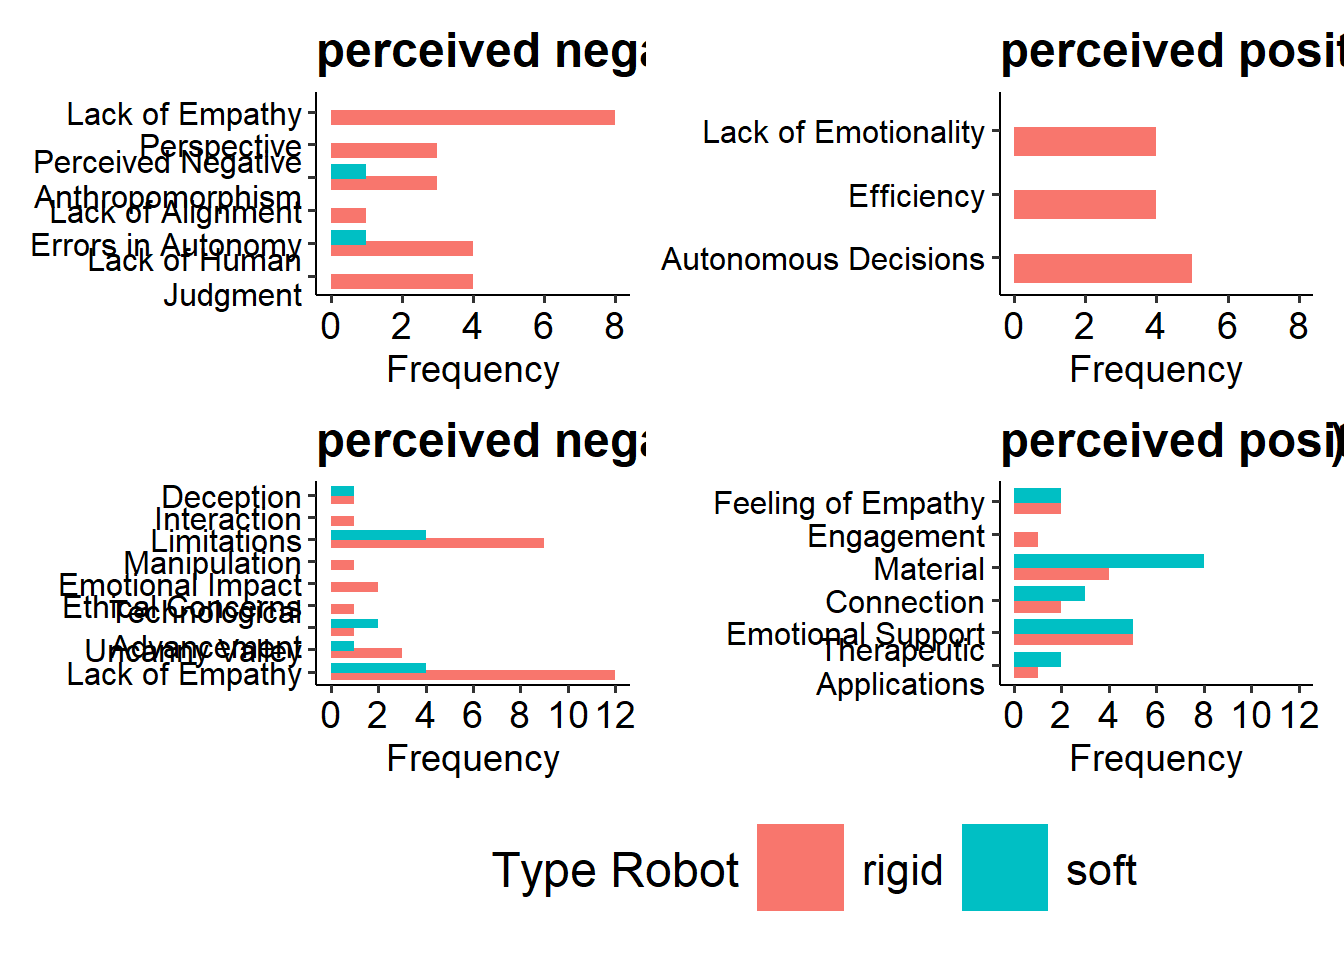 perceived nega
Lack of Empathy
Perspective
Perceived Negative
Anthropomorphism
Lack of Alignment
Errors in Autonomy
Lack of Human
Judgment
0 2 4 6 8
Frequency
perceived posit
Lack of Emotionality
Efficiency
Autonomous Decisions
0 2 4 6 8
Frequency
perceived nega
Deception
Interaction
Limitations
Manipulation
Emotional Impact
Ethical Concerns
Technological
Advancement
Uncanny Valley
Lack of Empathy
0 2 4 6 8 10 12
Frequency
perceived posi)
Feeling of Empathy
Engagement
Material
Connection
Emotional Support
Therapeutic
Applications
0 2 4 6 8 10 12
Frequency
Type Robot rigid soft